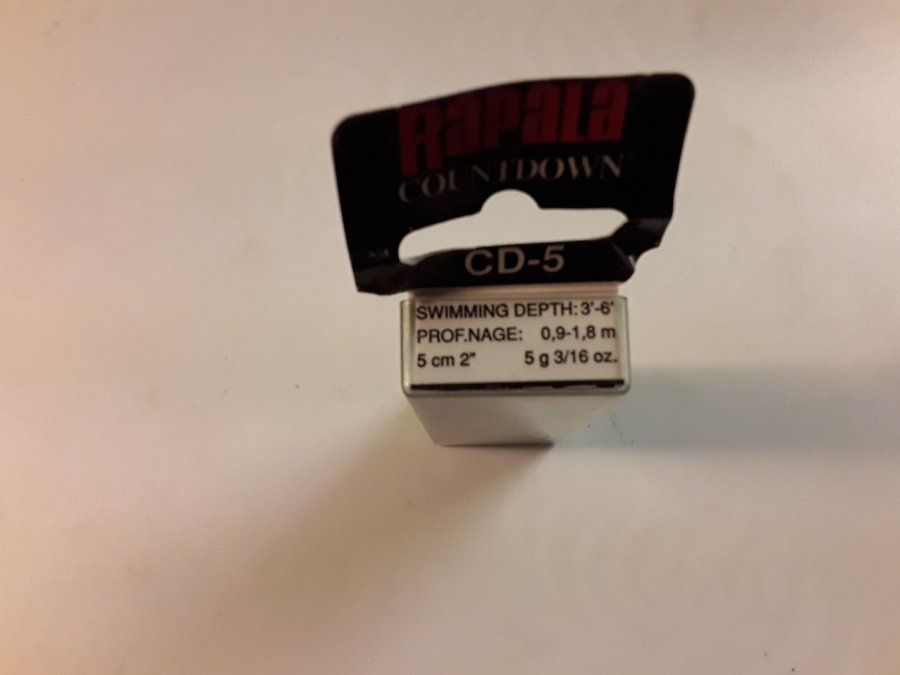 Rapala
COUNTDOWN
CD-5
SWIMMING DEPTH: 3'-6'
PROF.NAGE: 0,9-1,8 m
5 cm 2" 5 g 3/16 oz.